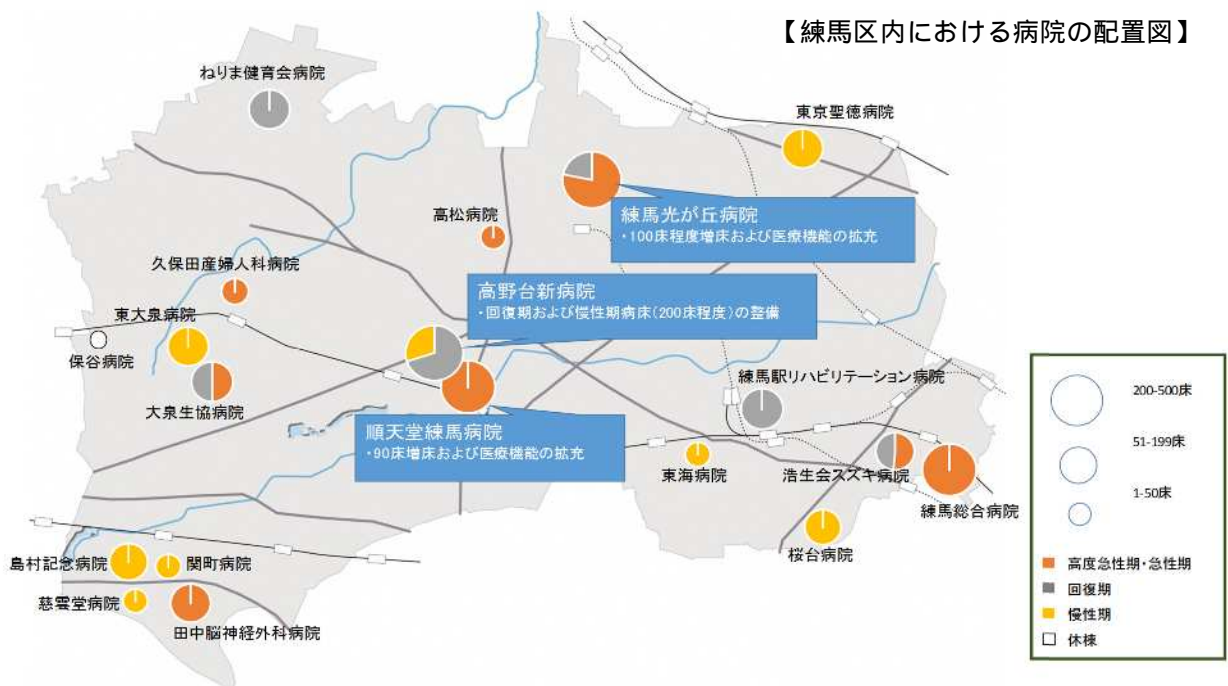 【練馬区内における病院の配置図】
ねりま健育会病院
東京聖徳病院
練馬光が丘病院
・100床程度増床および医療機能の拡充
高松病院
久保田産婦人科病院
高野台新病院
・回復期および慢性期病床(200床程度)の整備
東大泉病院
保谷病院
大泉生協病院
練馬駅リハビリテーション病院
順天堂練馬病院
・90床増床および医療機能の拡充
東海病院
浩生会スズキ病院
練馬総合病院
桜台病院
島村記念病院
関町病院
慈雲堂病院
田中脳神経外科病院
200-500床
51-199床
1-50床
高度急性期・急性期
回復期
慢性期
休棟